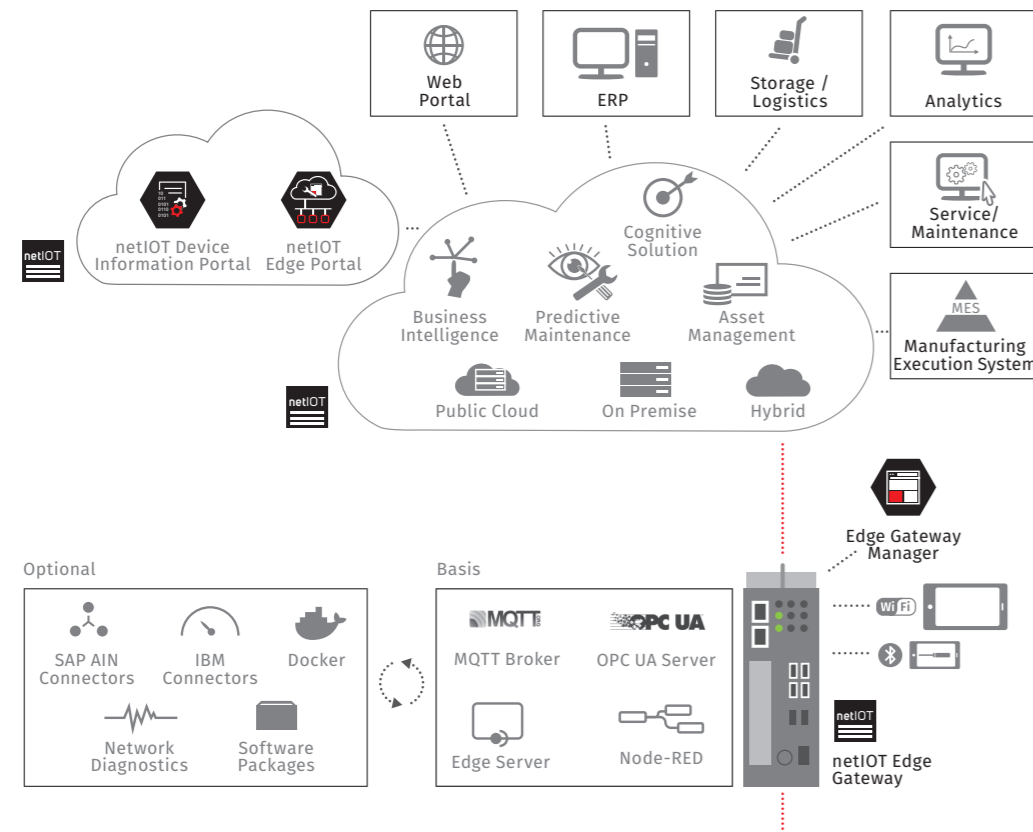 Web
Portal
ERP
Storage /
Logistics
Analytics
netIOT Device
Information Portal
netIOT
Edge Portal
netIOT
Service/
Maintenance
Cognitive
Solution
Business
Intelligence
Predictive
Maintenance
Asset
Management
MES
Manufacturing
Execution System
netIOT
Public Cloud
On Premise
Hybrid
Edge Gateway
Manager
Optional
Basis
SAP AIN
Connectors
IBM
Connectors
Docker
Network
Diagnostics
Software
Packages
MQTT
MQTT Broker
OPC UA
OPC UA Server
Edge Server
Node-RED
WiFi
netIOT
netIOT Edge
Gateway